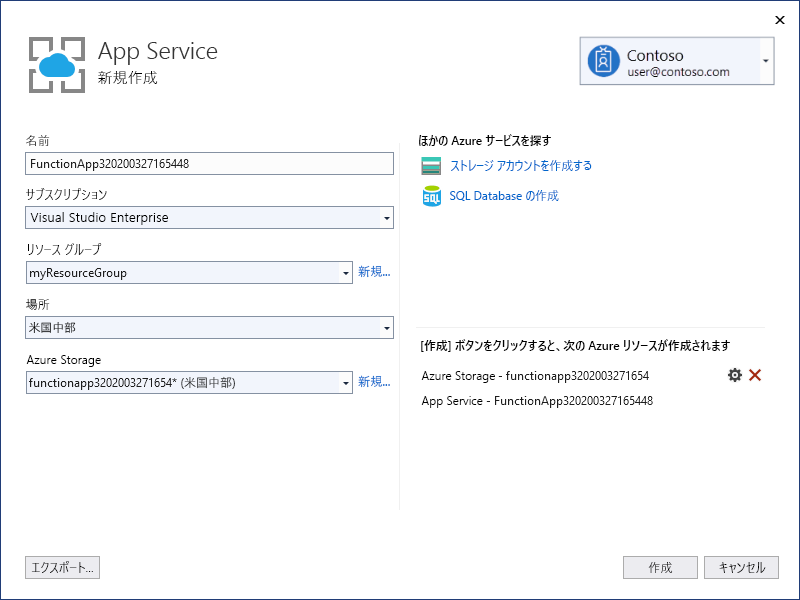 App Service
新規作成
Contoso
user@contoso.com
名前
FunctionApp320200327165448
サブスクリプション
Visual Studio Enterprise
リソース グループ
myResourceGroup
新規...
場所
米国中部
Azure Storage
functionapp3202003271654* (米国中部)
新規...
ほかの Azure サービスを探す
ストレージ アカウントを作成する
SQL
SQL Database の作成
[作成] ボタンをクリックすると、次の Azure リソースが作成されます
Azure Storage - functionapp3202003271654
App Service - FunctionApp320200327165448
エクスポート...
作成
キャンセル